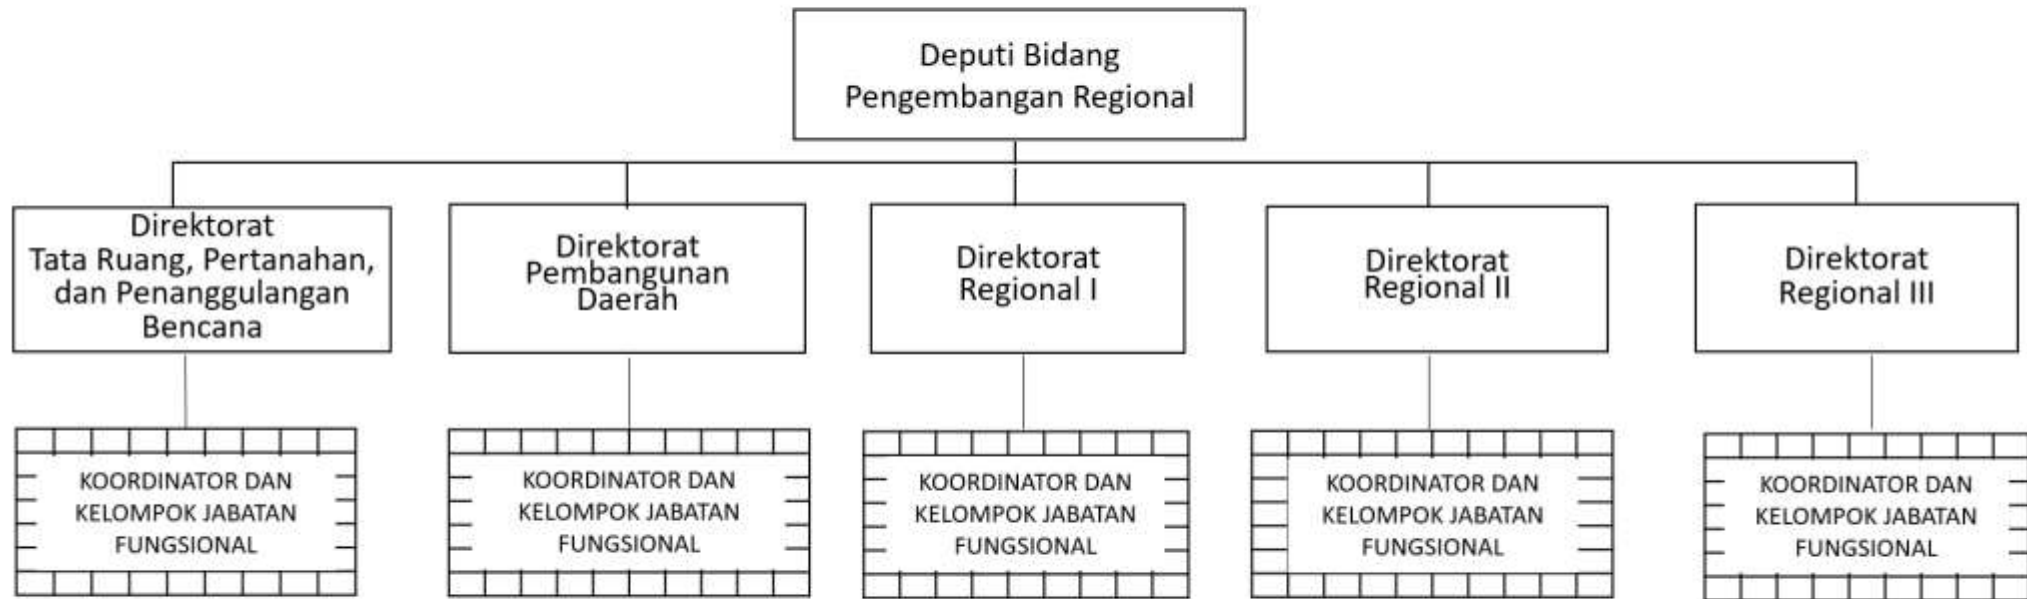 Deputi Bidang
Pengembangan Regional
Direktorat
Tata Ruang, Pertanahan,
dan Penanggulangan
Bencana
Direktorat
Pembangunan
Daerah
Direktorat
Regional I
Direktorat
Regional II
Direktorat
Regional III
KOORDINATOR DAN
KELOMPOK JABATAN
FUNGSIONAL
KOORDINATOR DAN
KELOMPOK JABATAN
FUNGSIONAL
KOORDINATOR DAN
KELOMPOK JABATAN
FUNGSIONAL
KOORDINATOR DAN
KELOMPOK JABATAN
FUNGSIONAL
KOORDINATOR DAN
KELOMPOK JABATAN
FUNGSIONAL